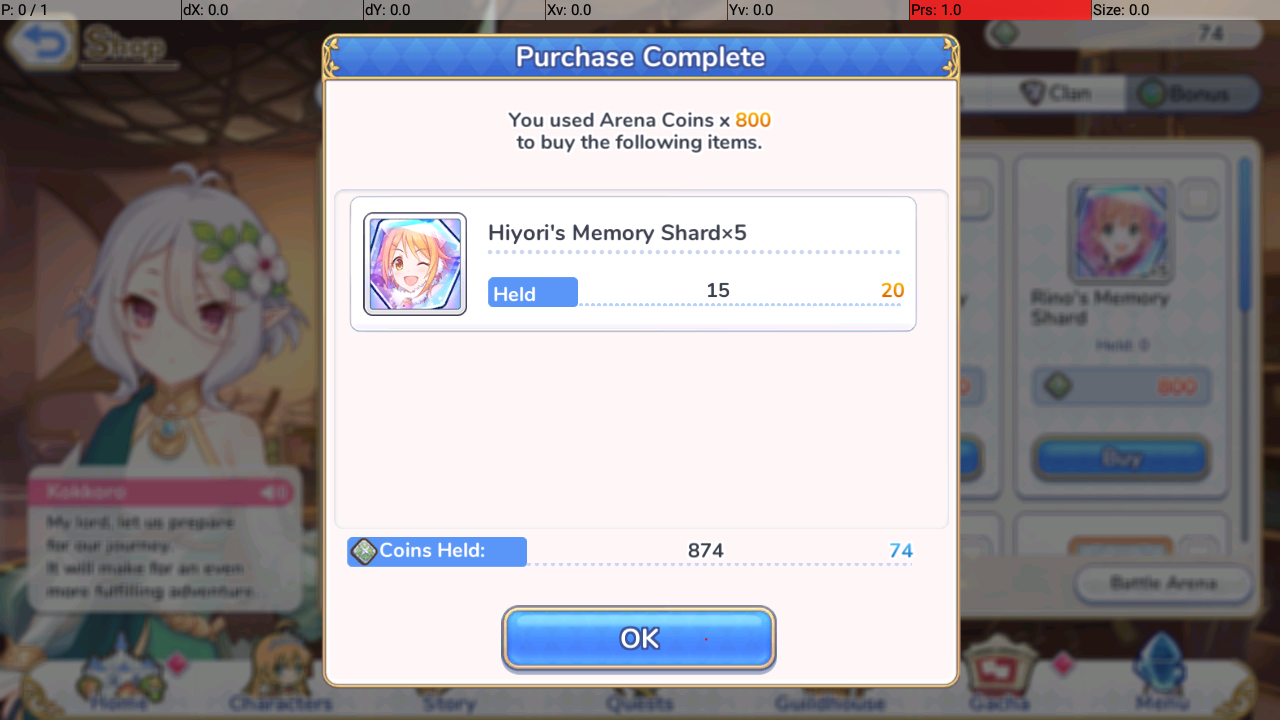 P: 0 / 1
dX: 0.0
dY: 0.0
Xv: 0.0
Yv: 0.0
Prs: 1.0
Size: 0.0
Shop
74
Purchase Complete
Clan
Bonus
You used Arena Coins x 800
to buy the following items.
Hiyori's Memory Shard×5
Held
15
20
Rino's Memory
Shard
Held: 0
800
Buy
Kokkoro
My lord, let us prepare
for our journey.
It will make for an even
more fulfilling adventure.
Coins Held:
874
74
Battle Arena
OK
Home
Characters
Story
Quests
Guildhouse
Gacha
Menu